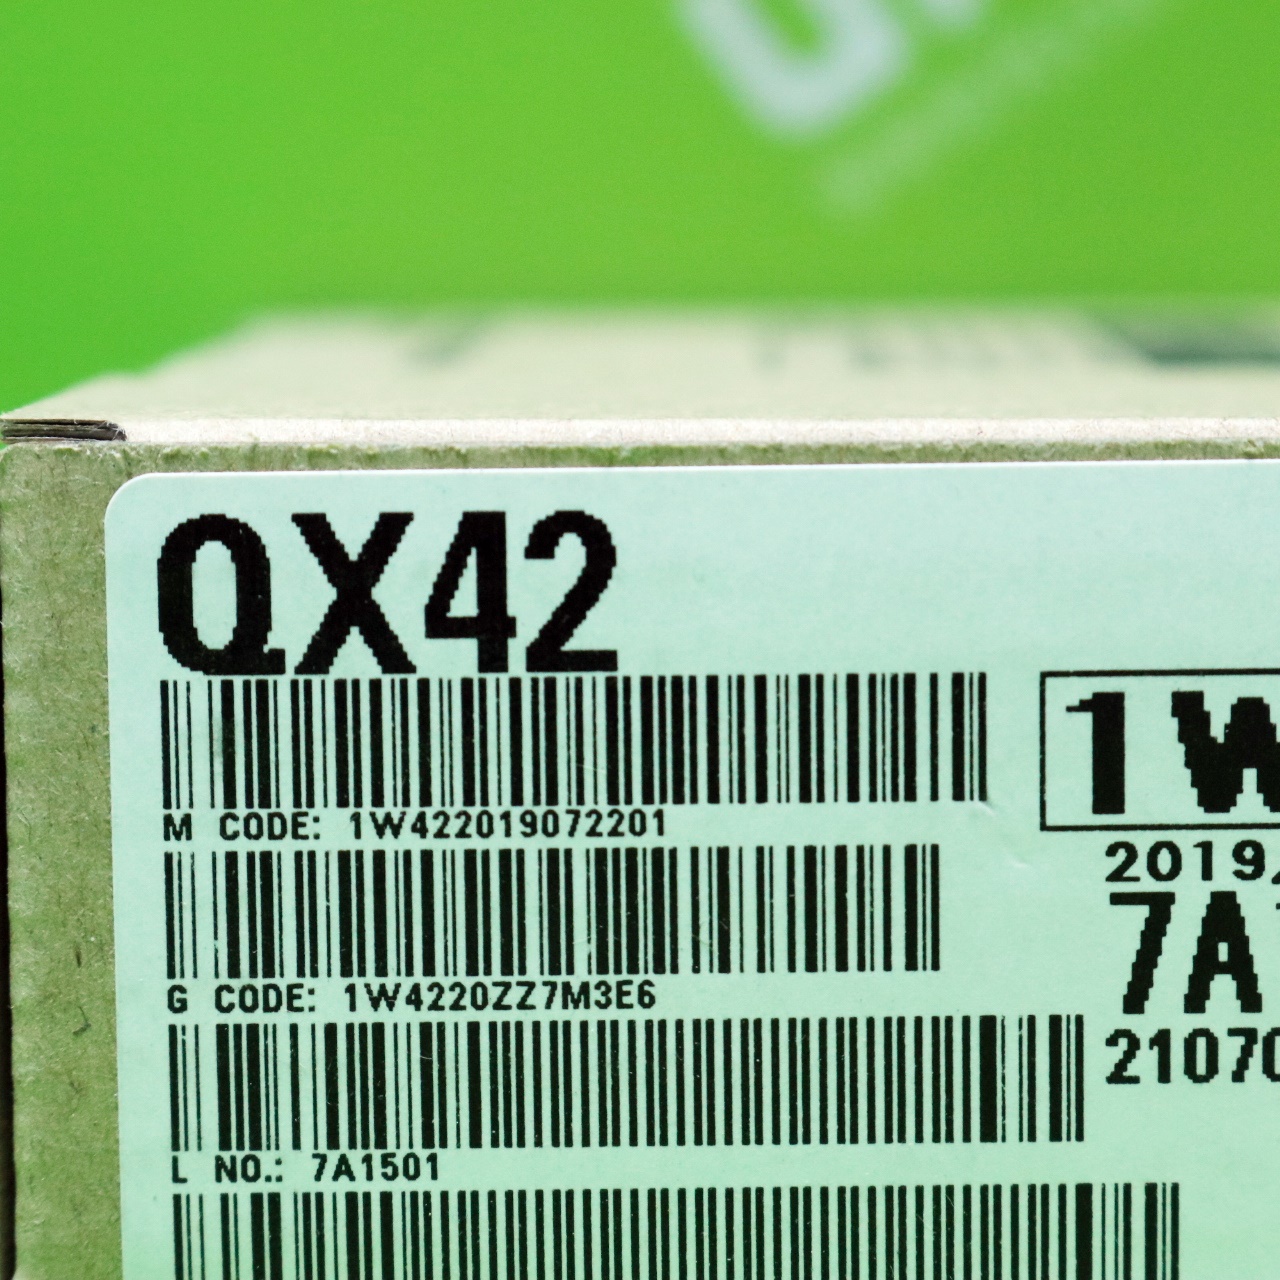 QX42
1W
M CODE: 1W422019072201
2019
7A
G CODE: 1W4220ZZ7M3E6
2107
L NO.: 7A1501